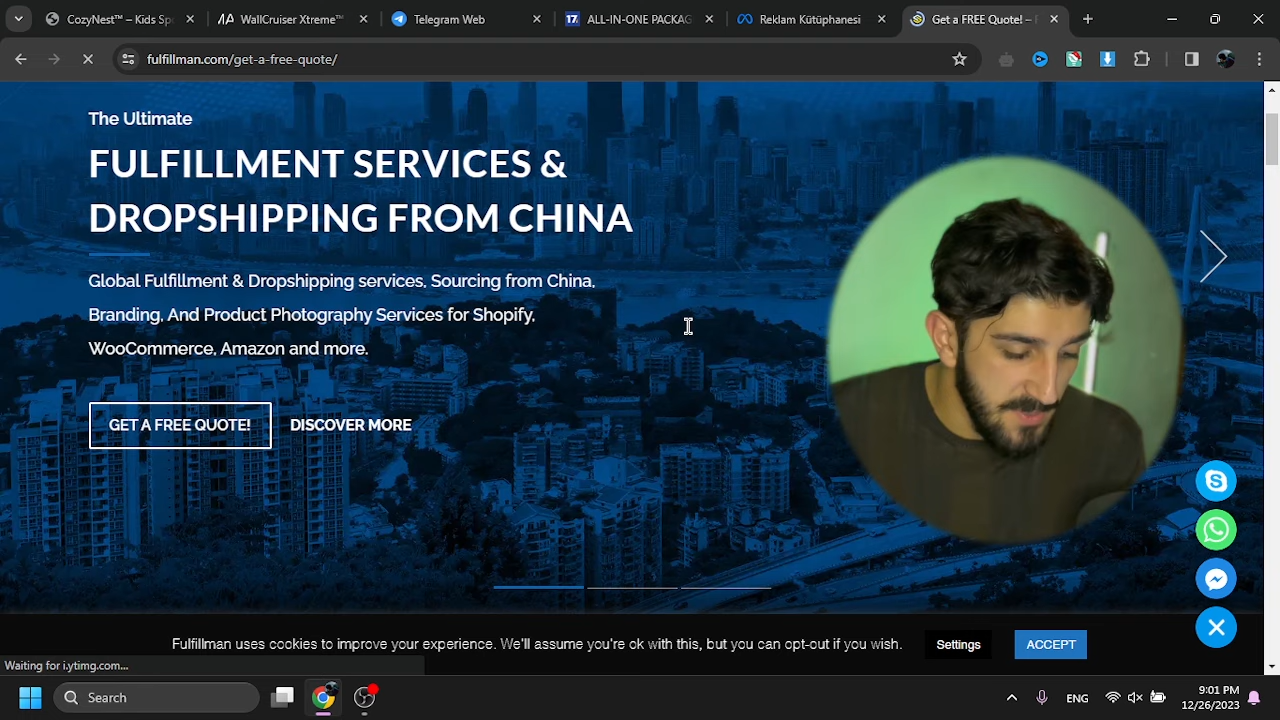 CozyNest™ – Kids Sp
WallCruiser Xtreme™
Telegram Web
17
ALL-IN-ONE PACKAG
Reklam Kütüphanesi
Get a FREE Quote! –
fulfillman.com/get-a-free-quote/
The Ultimate
FULFILLMENT SERVICES &
DROPSHIPPING FROM CHINA
Global Fulfillment & Dropshipping services, Sourcing from China,
Branding, And Product Photography Services for Shopify,
WooCommerce, Amazon and more.
GET A FREE QUOTE!
DISCOVER MORE
Fulfillman uses cookies to improve your experience. We'll assume you're ok with this, but you can opt-out if you wish.
Settings
ACCEPT
Waiting for i.ytimg.com...
Search
ENG
9:01 PM
12/26/2023